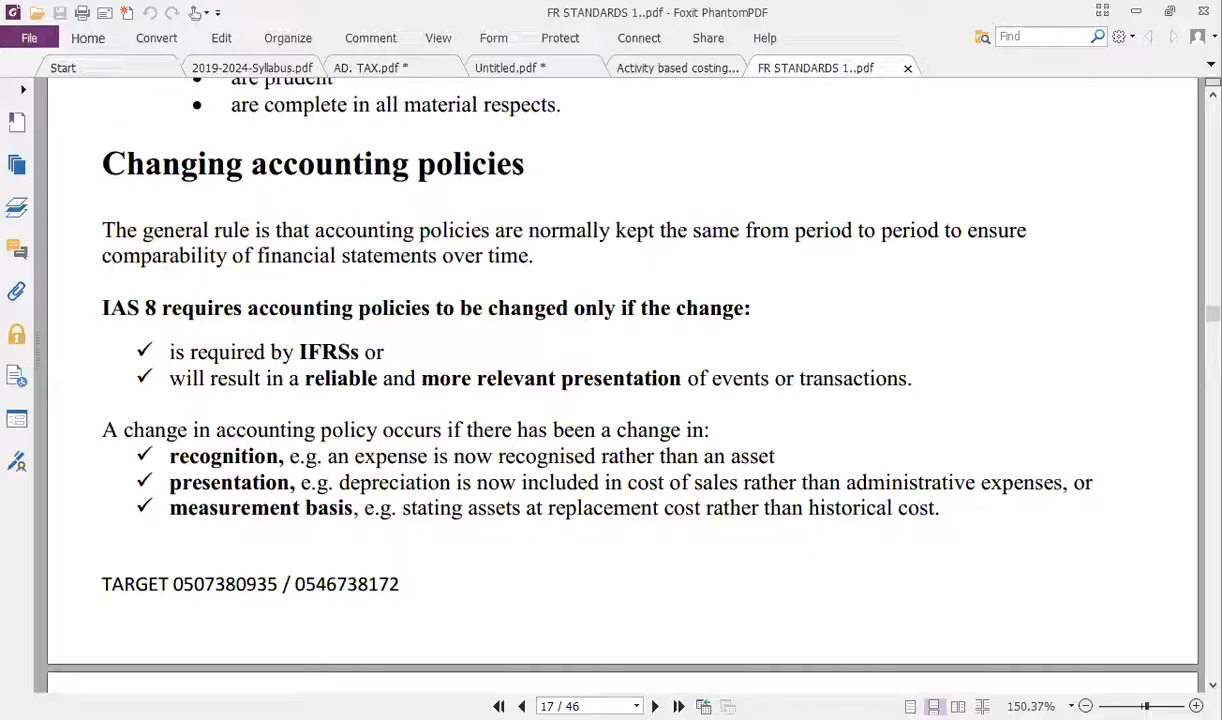 FR STANDARDS 1..pdf - Foxit PhantomPDF
File Home Convert Edit Organize Comment View Form Protect Connect Share Help Find
Start 2019-2024-Syllabus.pdf AD. TAX.pdf * Untitled.pdf * Activity based costing... FR STANDARDS 1..pdf
• are prudent
• are complete in all material respects.
Changing accounting policies
The general rule is that accounting policies are normally kept the same from period to period to ensure
comparability of financial statements over time.
IAS 8 requires accounting policies to be changed only if the change:
✓ is required by IFRSs or
✓ will result in a reliable and more relevant presentation of events or transactions.
A change in accounting policy occurs if there has been a change in:
✓ recognition, e.g. an expense is now recognised rather than an asset
✓ presentation, e.g. depreciation is now included in cost of sales rather than administrative expenses, or
✓ measurement basis, e.g. stating assets at replacement cost rather than historical cost.
TARGET 0507380935 / 0546738172
17 / 46 150.37%